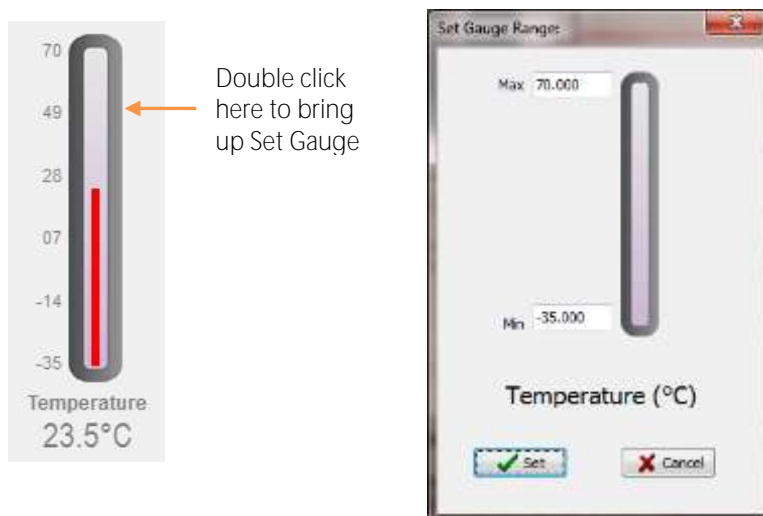 70
49
28
07
-14
-35
Temperature
23.5°C
Double click
here to bring
up Set Gauge
Set Gauge Ranges
Max 70.000
Min -35.000
Temperature (°C)
Set
Cancel